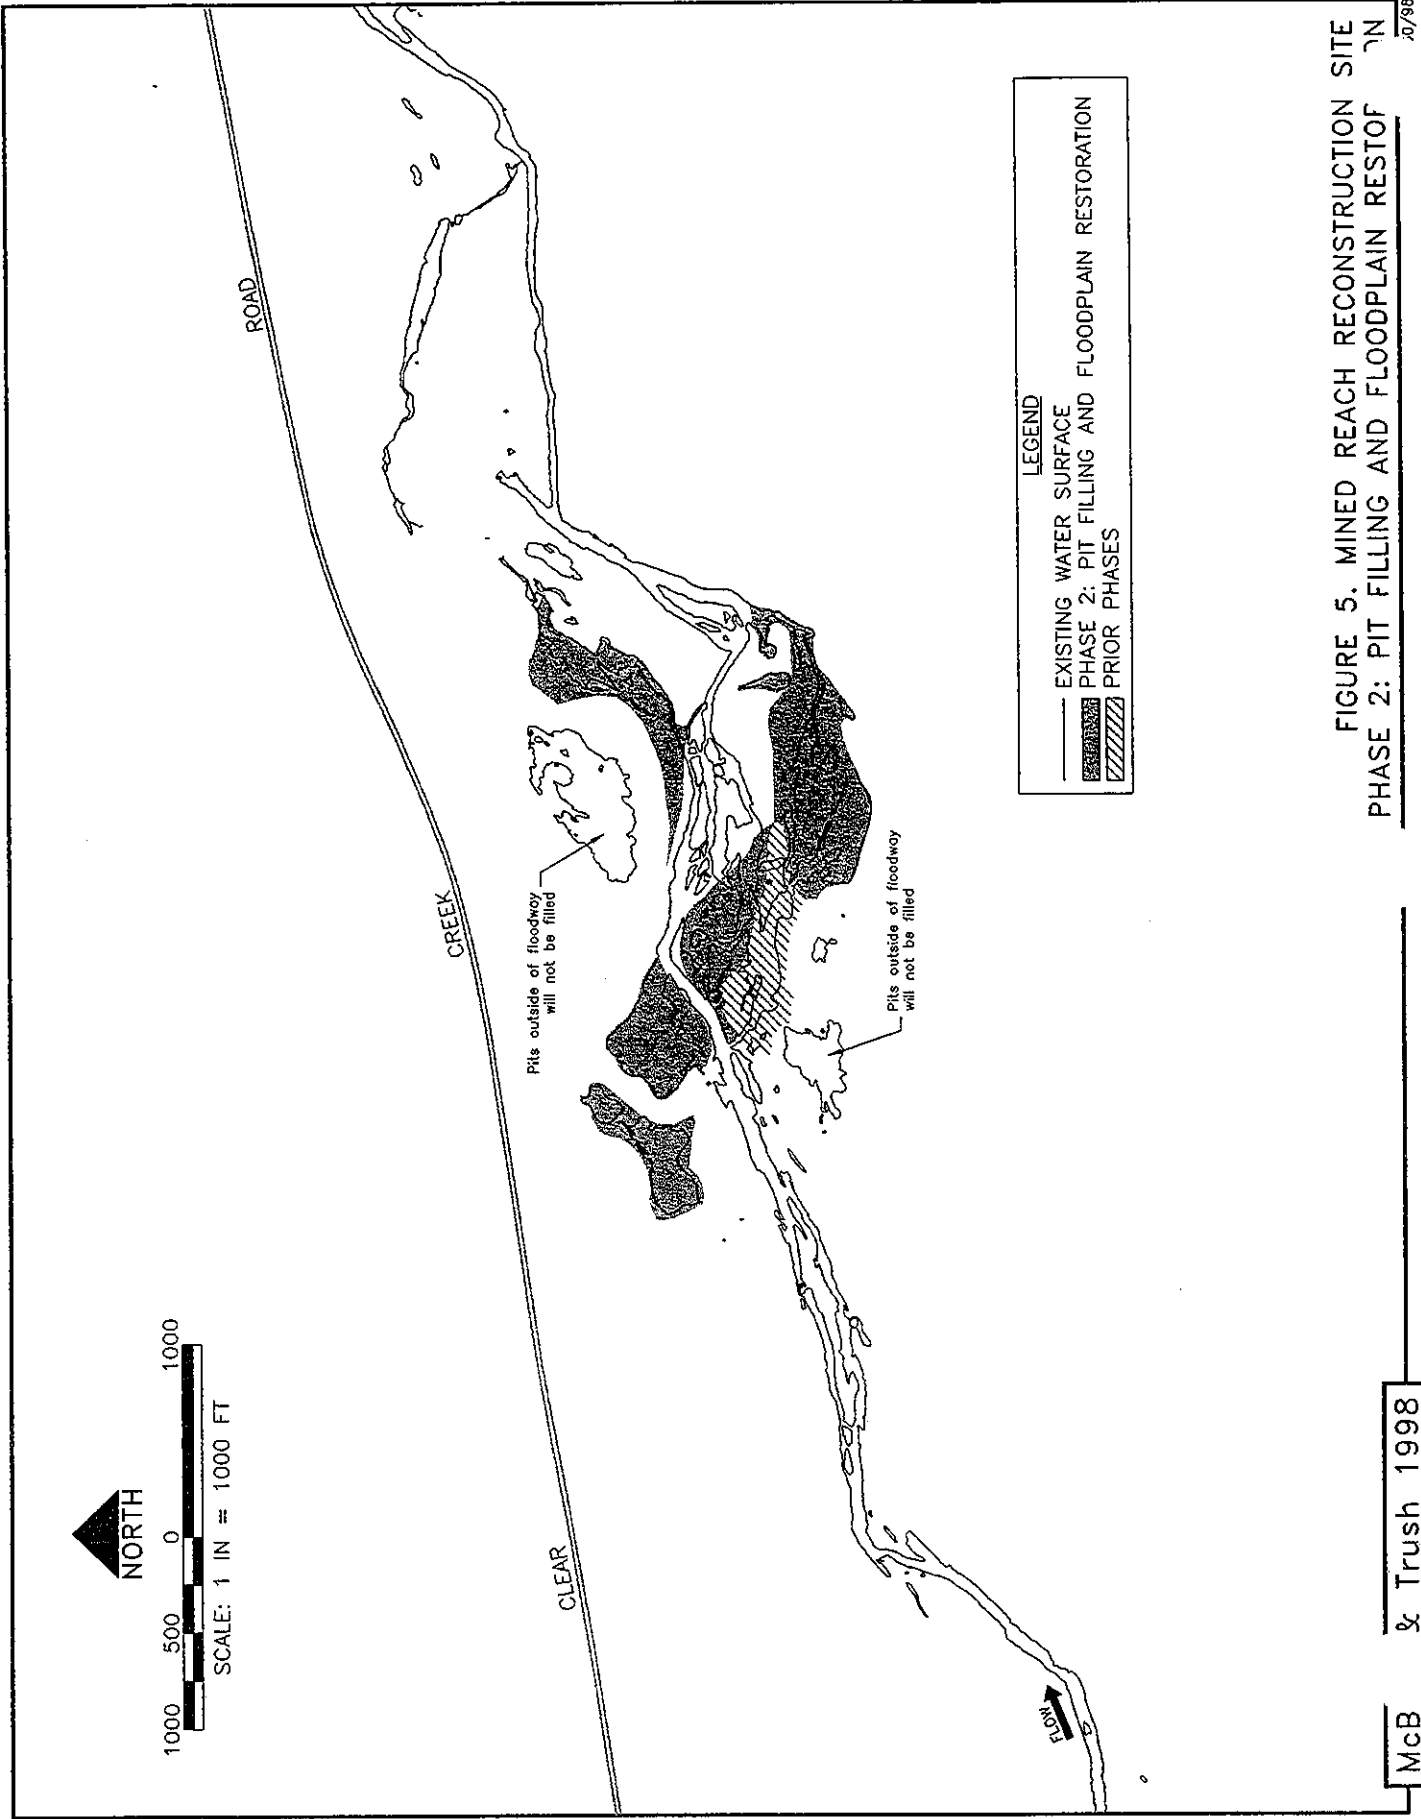 NORTH
1000 500 0 1000
SCALE: 1 IN = 1000 FT
CLEAR CREEK ROAD
Pits outside of floodway
will not be filled
Pits outside of floodway
will not be filled
FLOW
LEGEND
EXISTING WATER SURFACE
PHASE 2: PIT FILLING AND FLOODPLAIN RESTORATION
PRIOR PHASES
FIGURE 5. MINED REACH RECONSTRUCTION SITE
PHASE 2: PIT FILLING AND FLOODPLAIN
McB & Trush 1998